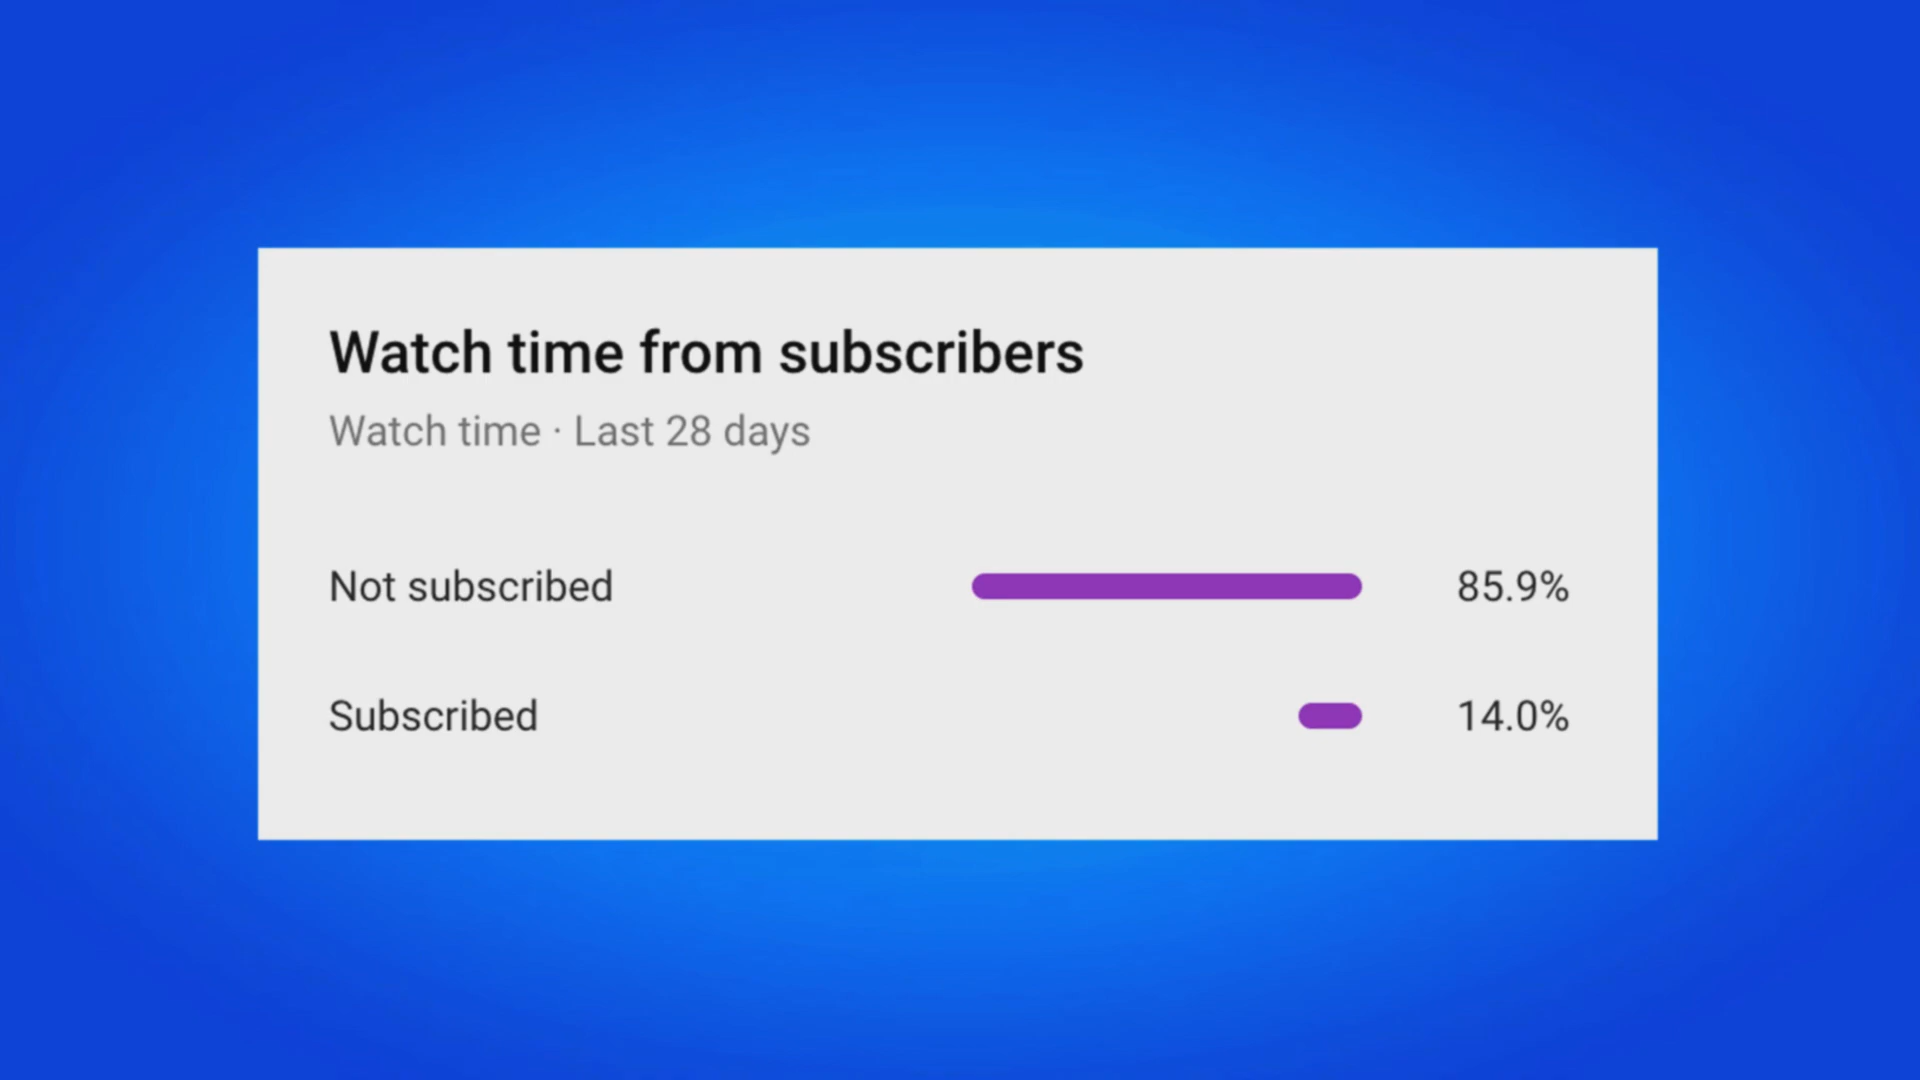 Watch time from subscribers
Watch time · Last 28 days
Not subscribed 85.9%
Subscribed 14.0%